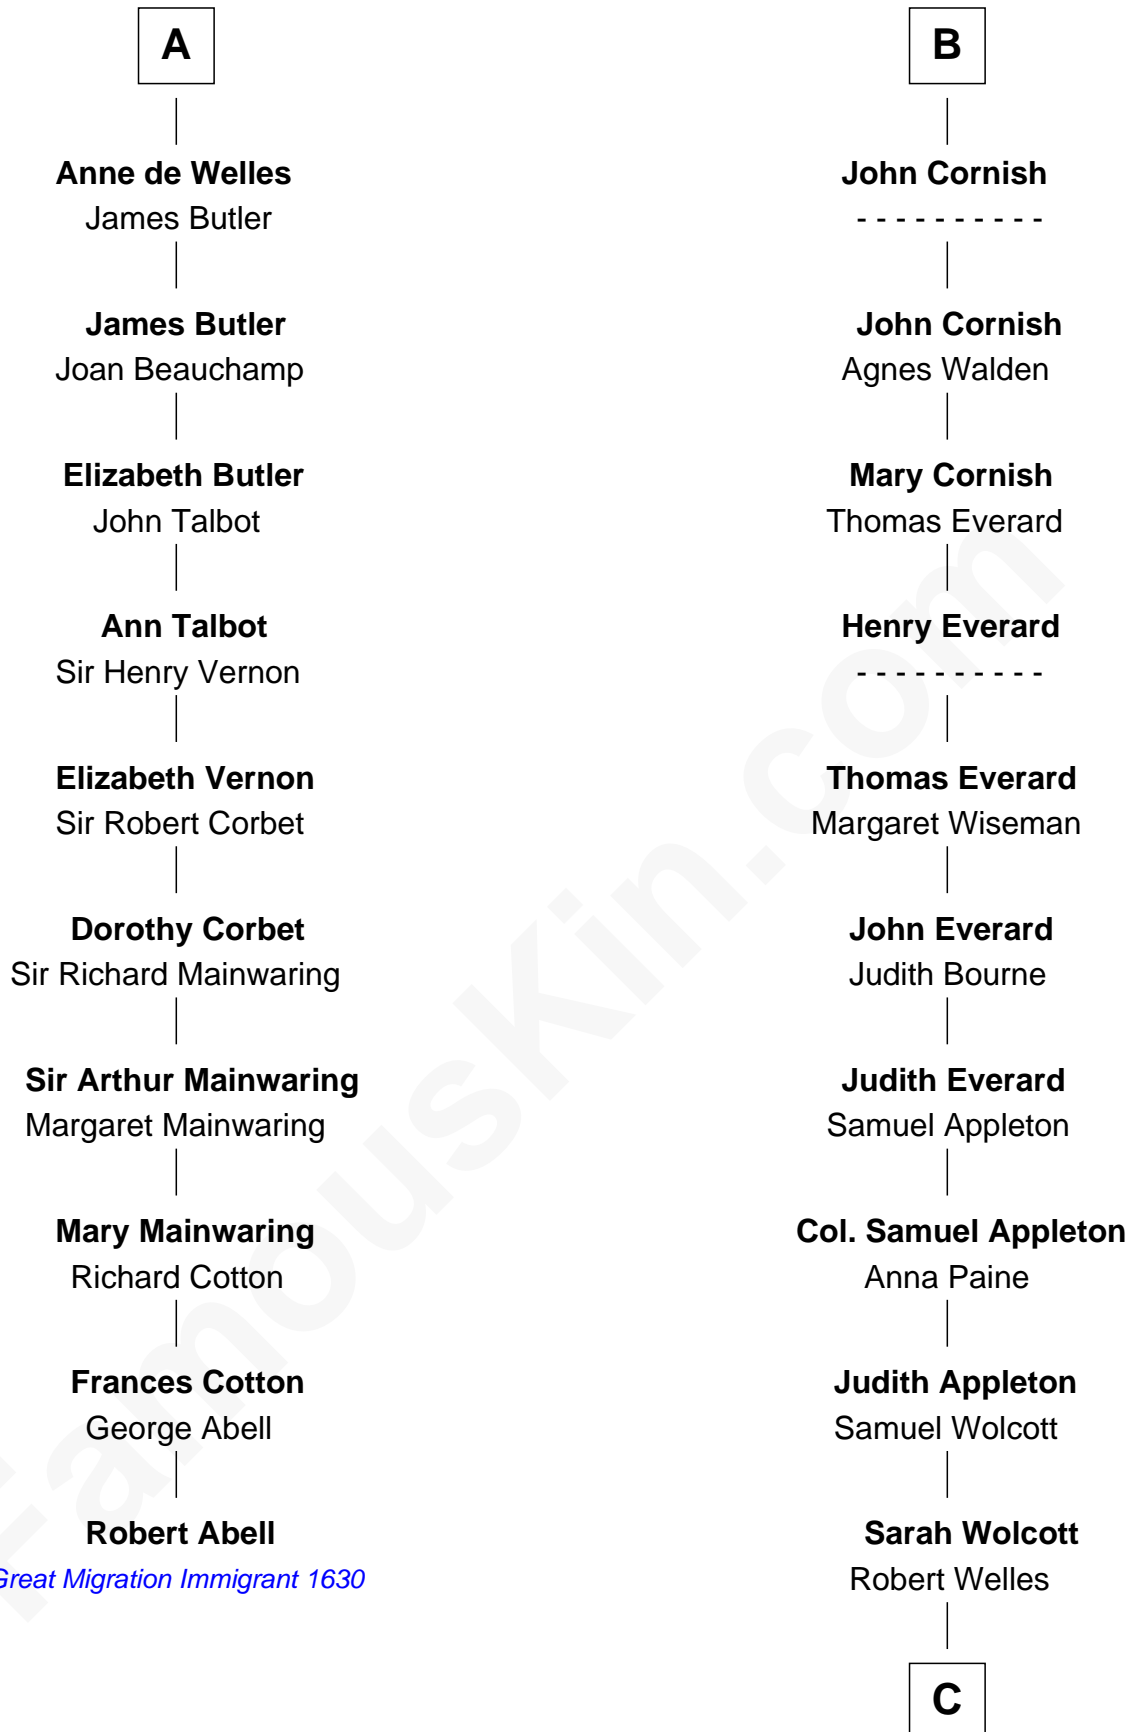 A
Anne de Welles
James Butler
James Butler
Joan Beauchamp
Elizabeth Butler
John Talbot
Ann Talbot
Sir Henry Vernon
Elizabeth Vernon
Sir Robert Corbet
Dorothy Corbet
Sir Richard Mainwaring
Sir Arthur Mainwaring
Margaret Mainwaring
Mary Mainwaring
Richard Cotton
Frances Cotton
George Abell
Robert Abell
Great Migration Immigrant 1630
B
John Cornish
- - - - - - - - - -
John Cornish
Agnes Walden
Mary Cornish
Thomas Everard
Henry Everard
- - - - - - - - - -
Thomas Everard
Margaret Wiseman
John Everard
Judith Bourne
Judith Everard
Samuel Appleton
Col. Samuel Appleton
Anna Paine
Judith Appleton
Samuel Wolcott
Sarah Wolcott
Robert Welles
C
FamousKin.com